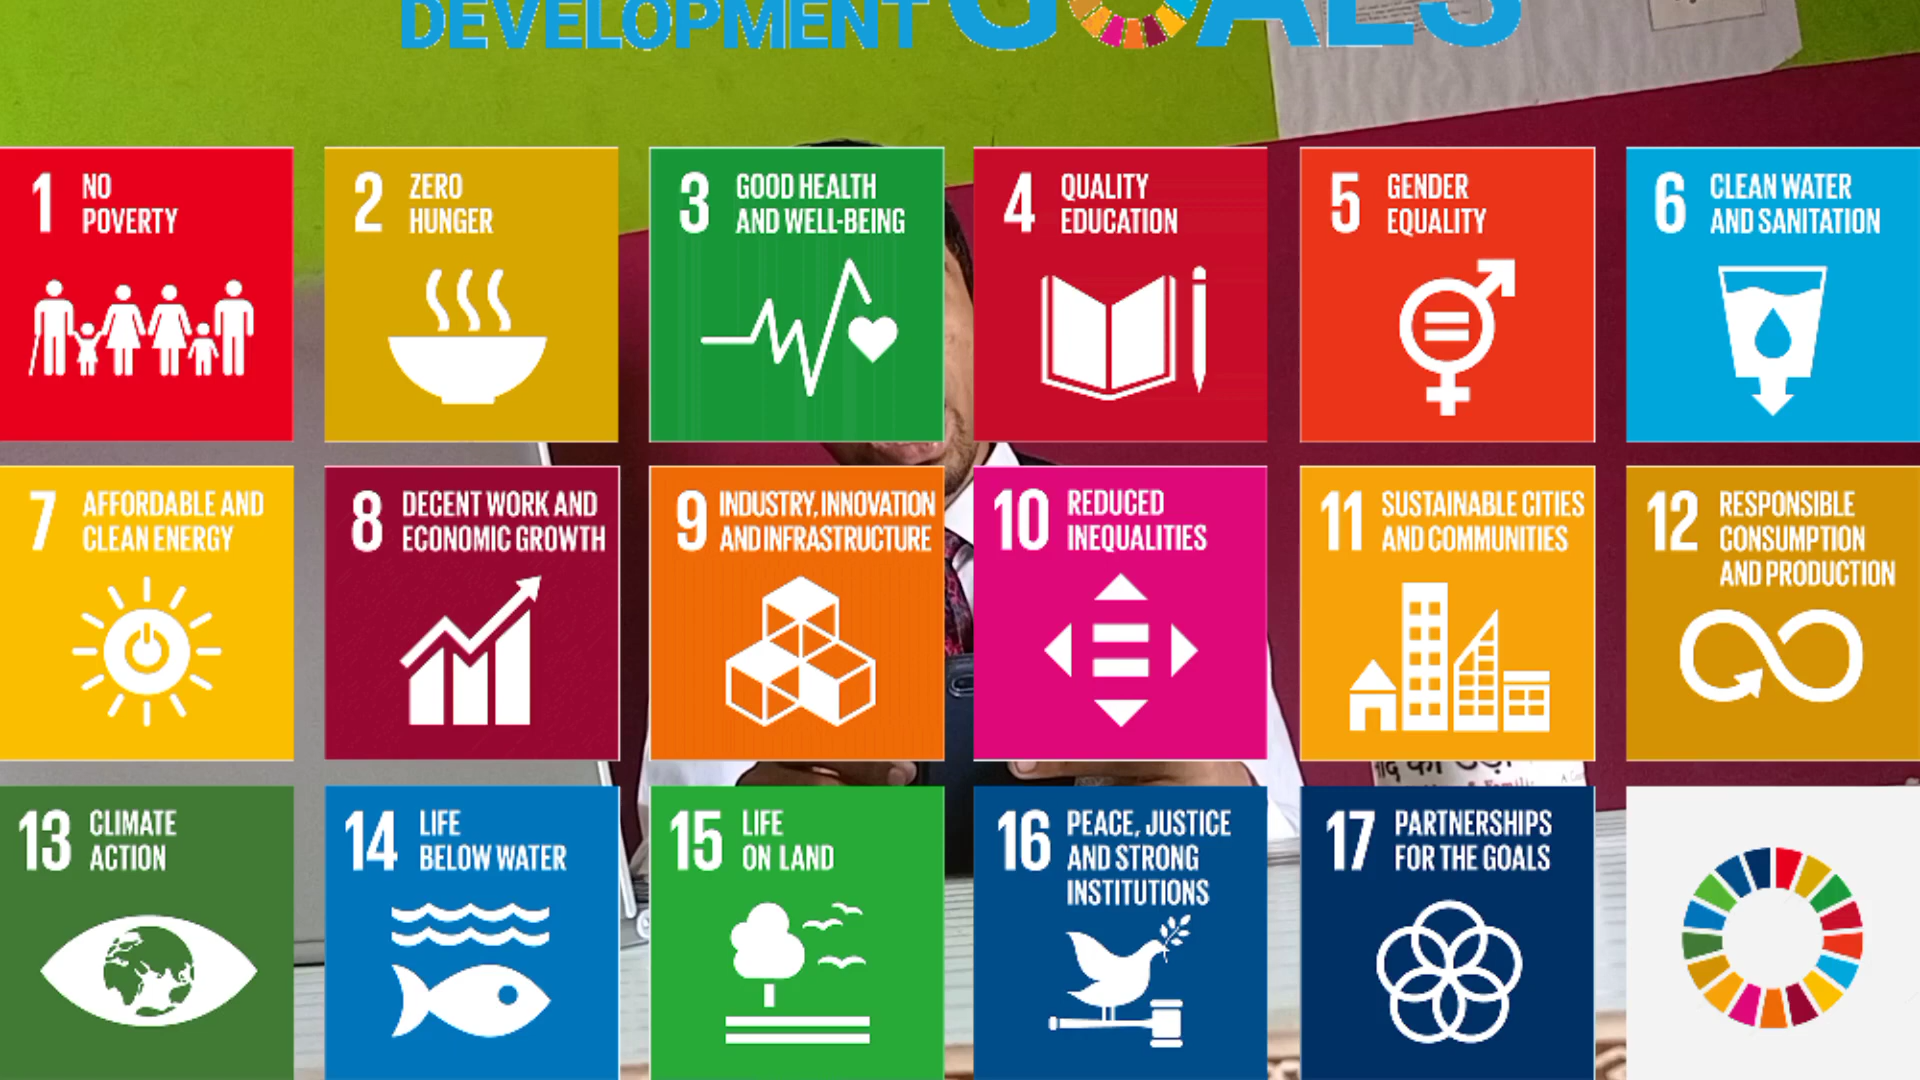 DEVELOPMENT GOALS
1 NO
POVERTY
2 ZERO
HUNGER
3 GOOD HEALTH
AND WELL-BEING
4 QUALITY
EDUCATION
5 GENDER
EQUALITY
6 CLEAN WATER
AND SANITATION
7 AFFORDABLE AND
CLEAN ENERGY
8 DECENT WORK AND
ECONOMIC GROWTH
9 INDUSTRY, INNOVATION
AND INFRASTRUCTURE
10 REDUCED
INEQUALITIES
11 SUSTAINABLE CITIES
AND COMMUNITIES
12 RESPONSIBLE
CONSUMPTION
AND PRODUCTION
13 CLIMATE
ACTION
14 LIFE
BELOW WATER
15 LIFE
ON LAND
16 PEACE, JUSTICE
AND STRONG
INSTITUTIONS
17 PARTNERSHIPS
FOR THE GOALS